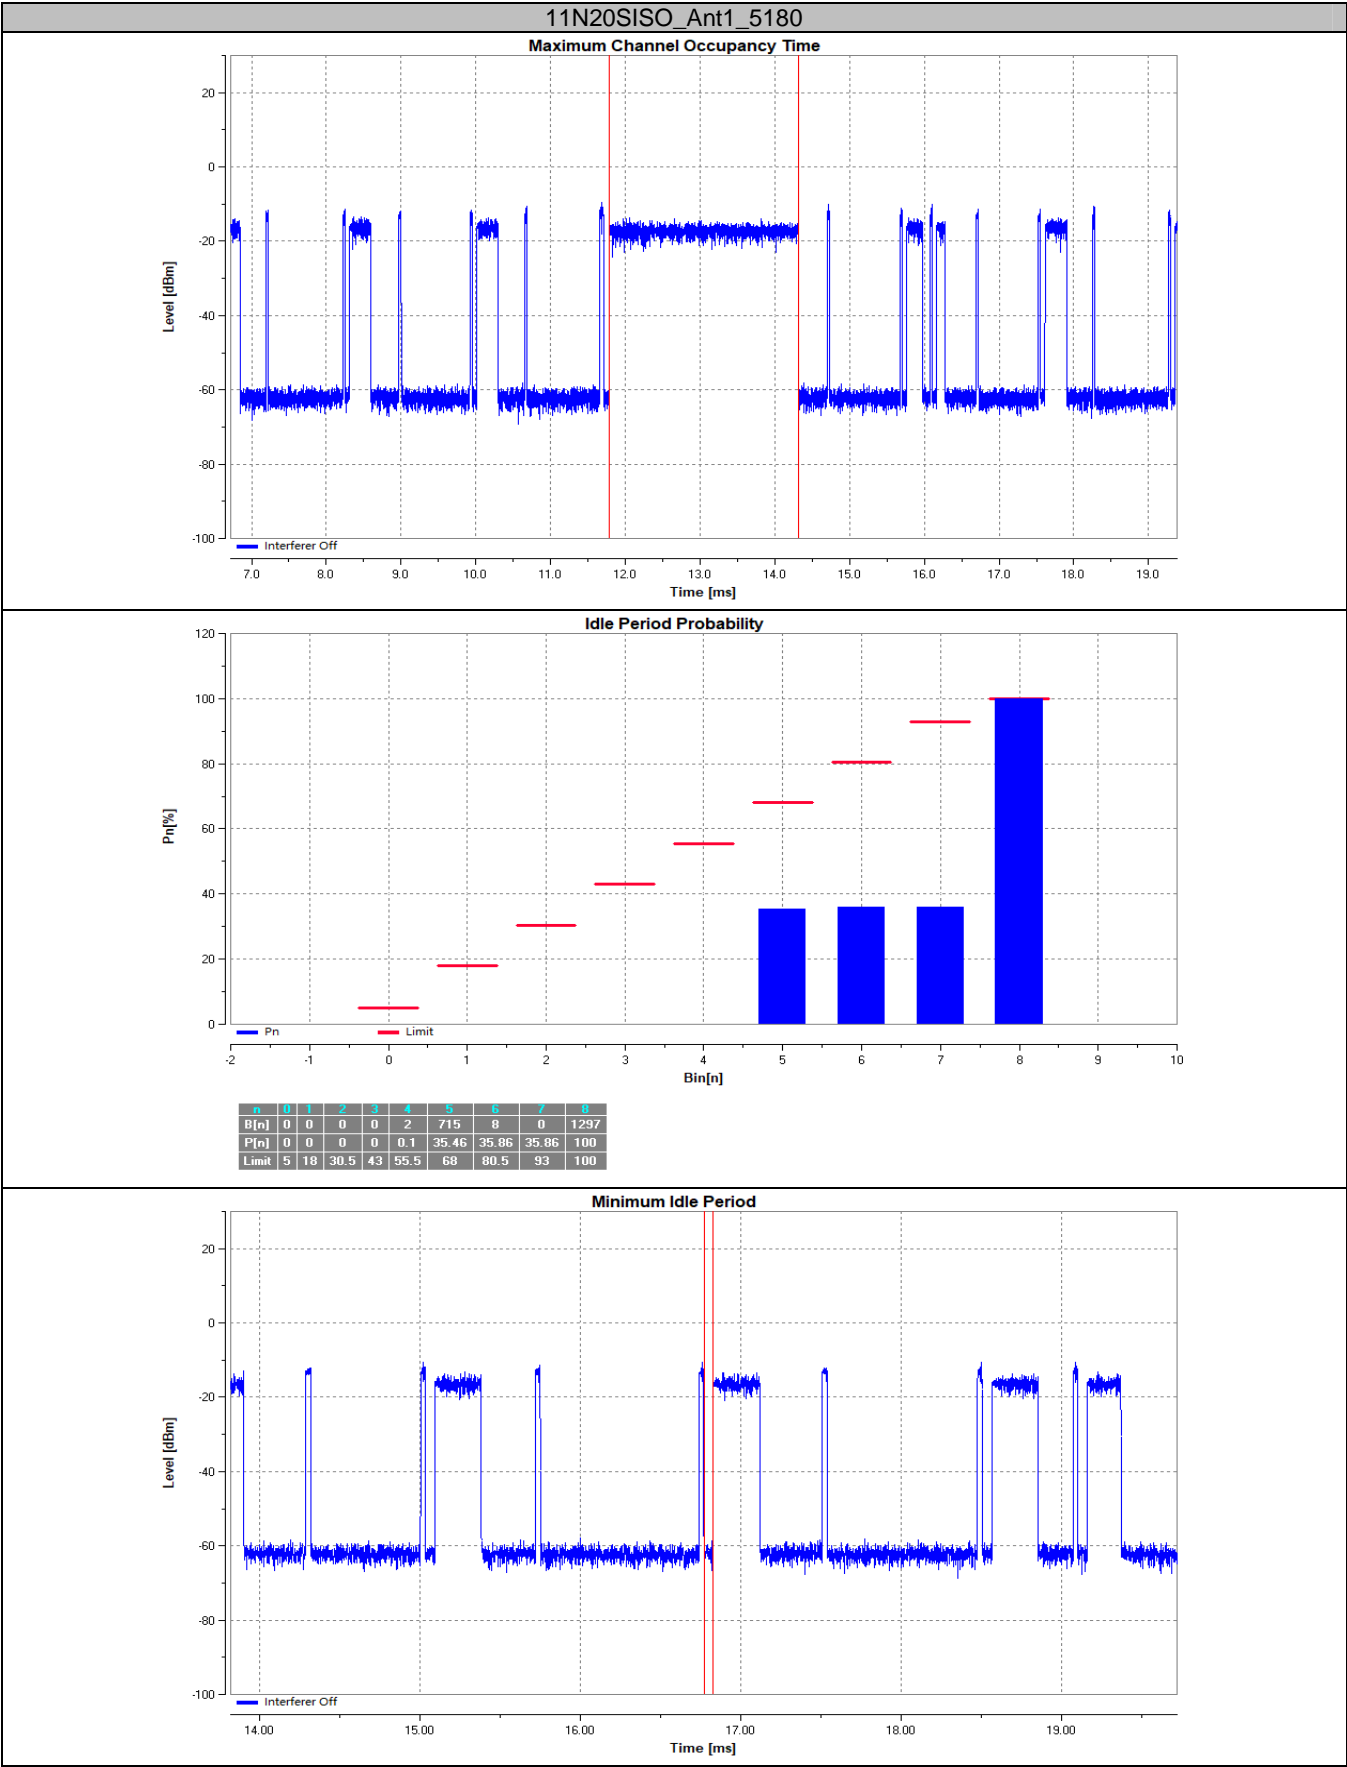 11N20SISO_Ant1_5180
Maximum Channel Occupancy Time
20
0
-20
-40
-60
-80
-100
Level [dBm]
Interferer Off
7.0 8.0 9.0 10.0 11.0 12.0 13.0 14.0 15.0 16.0 17.0 18.0 19.0
Time [ms]
Idle Period Probability
120
100
80
60
40
20
0
Pn[%]
Pn Limit
-2 -1 0 1 2 3 4 5 6 7 8 9 10
Bin[n]
n 0 1 2 3 4 5 6 7 8
B[n] 0 0 0 0 2 715 8 0 1297
P[n] 0 0 0 0 0.1 35.46 35.86 35.86 100
Limit 5 18 30.5 43 55.5 68 80.5 93 100
Minimum Idle Period
20
0
-20
-40
-60
-80
-100
Level [dBm]
Interferer Off
14.00 15.00 16.00 17.00 18.00 19.00
Time [ms]